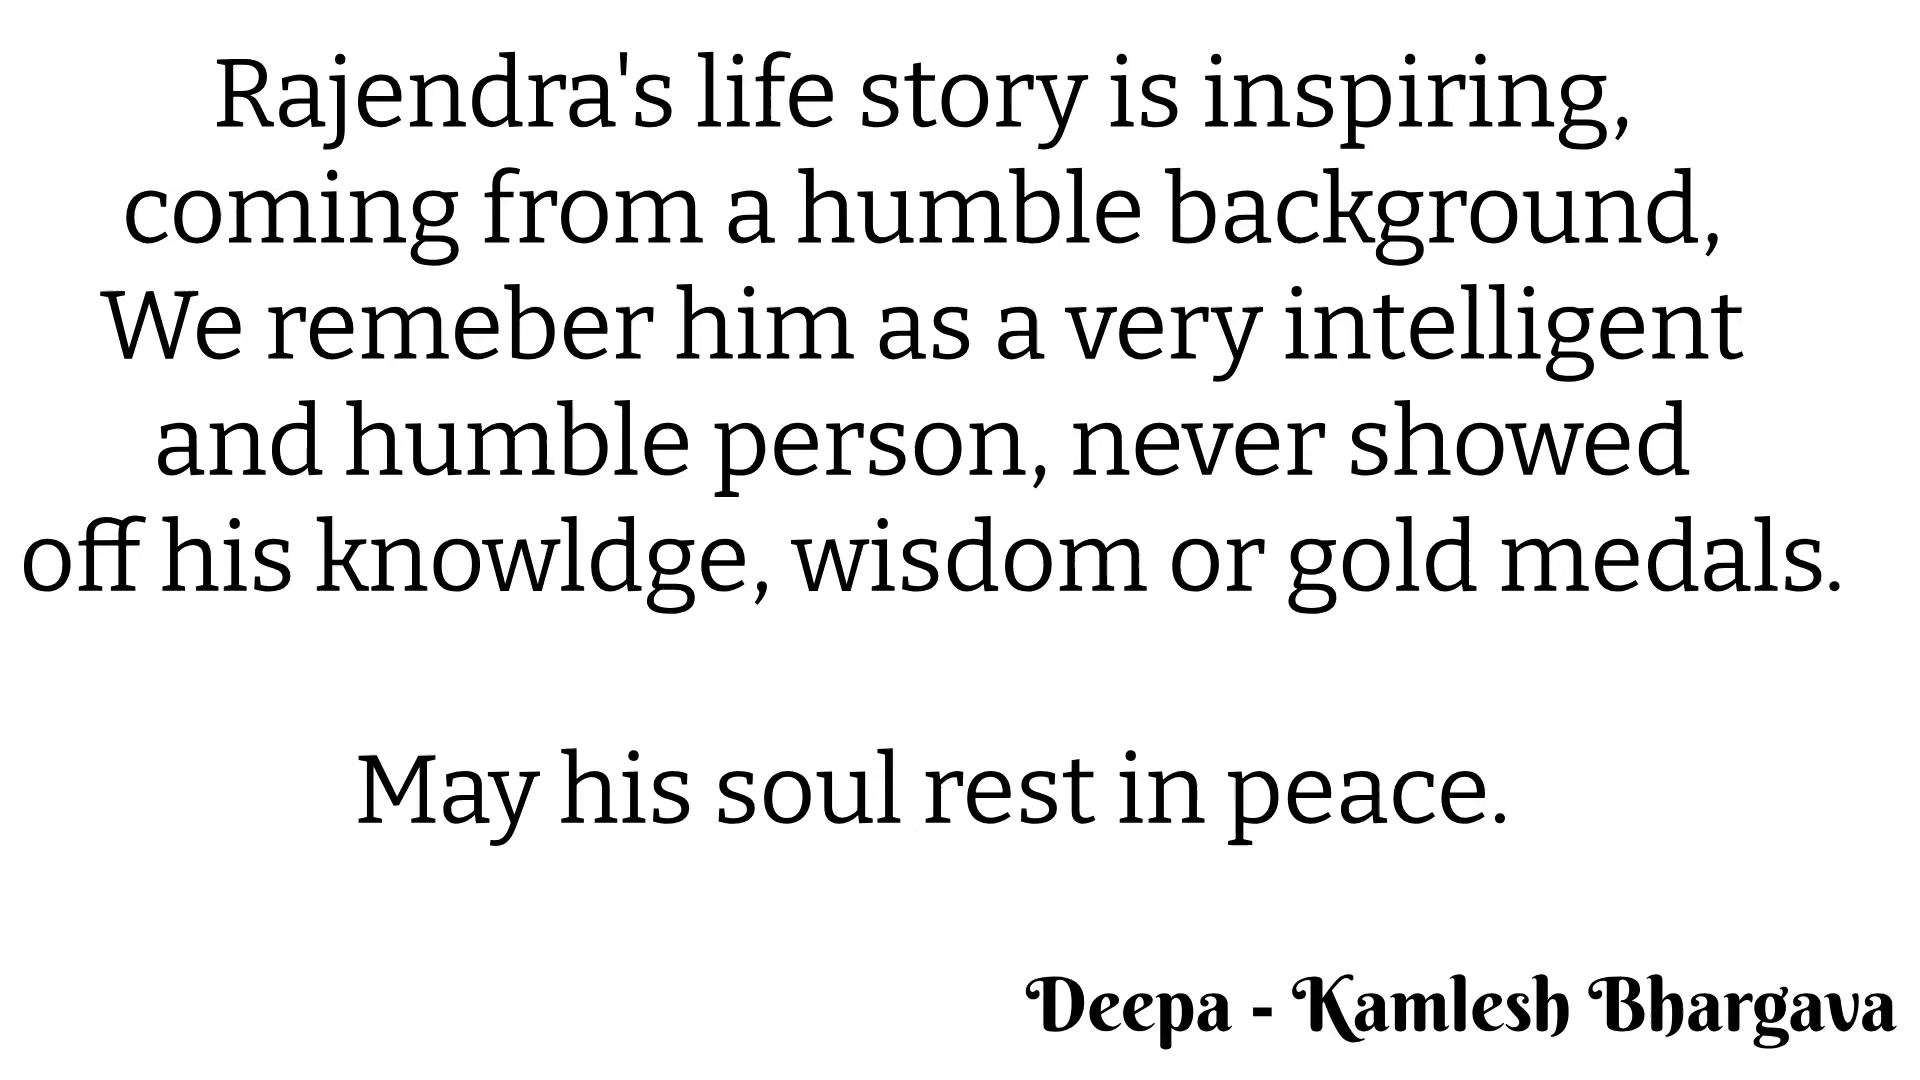 Rajendra's life story is inspiring,
coming from a humble background,
We remeber him as a very intelligent
and humble person, never showed
off his knowldge, wisdom or gold medals.
May his soul rest in peace.
Deepa - Kamlesh Bhargava